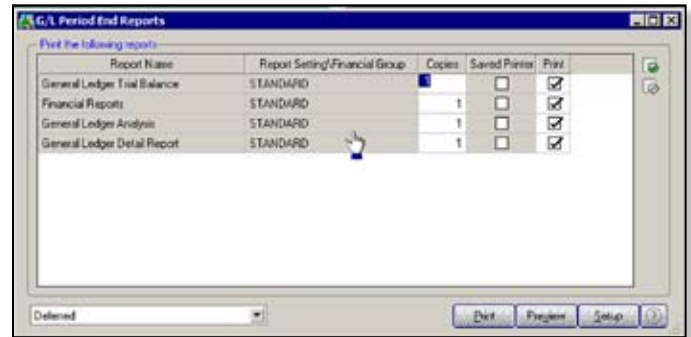 G/L Period End Reports
Print the following reports
Report Name Report Setting\Financial Group Copies Saved Printer Print
General Ledger Trial Balance STANDARD 1
Financial Reports STANDARD 1
General Ledger Analysis STANDARD 1
General Ledger Detail Report STANDARD 1
Deferred Print Preview Setup